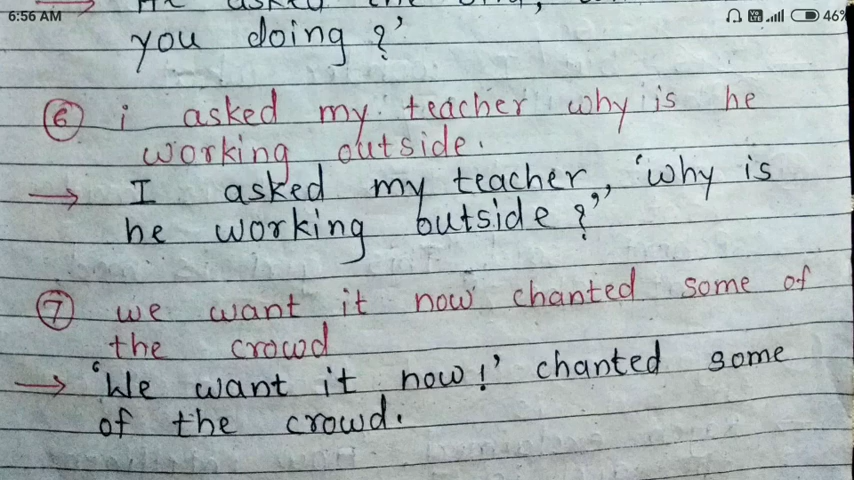 6:56 AM 46%
you doing ?’
⑥ i asked my teacher why is he
working outside.
→ I asked my teacher, ‘why is
he working outside ?”
⑦ we want it now chanted some of
the crowd
→ ‘We want it now !’ chanted some
of the crowd.